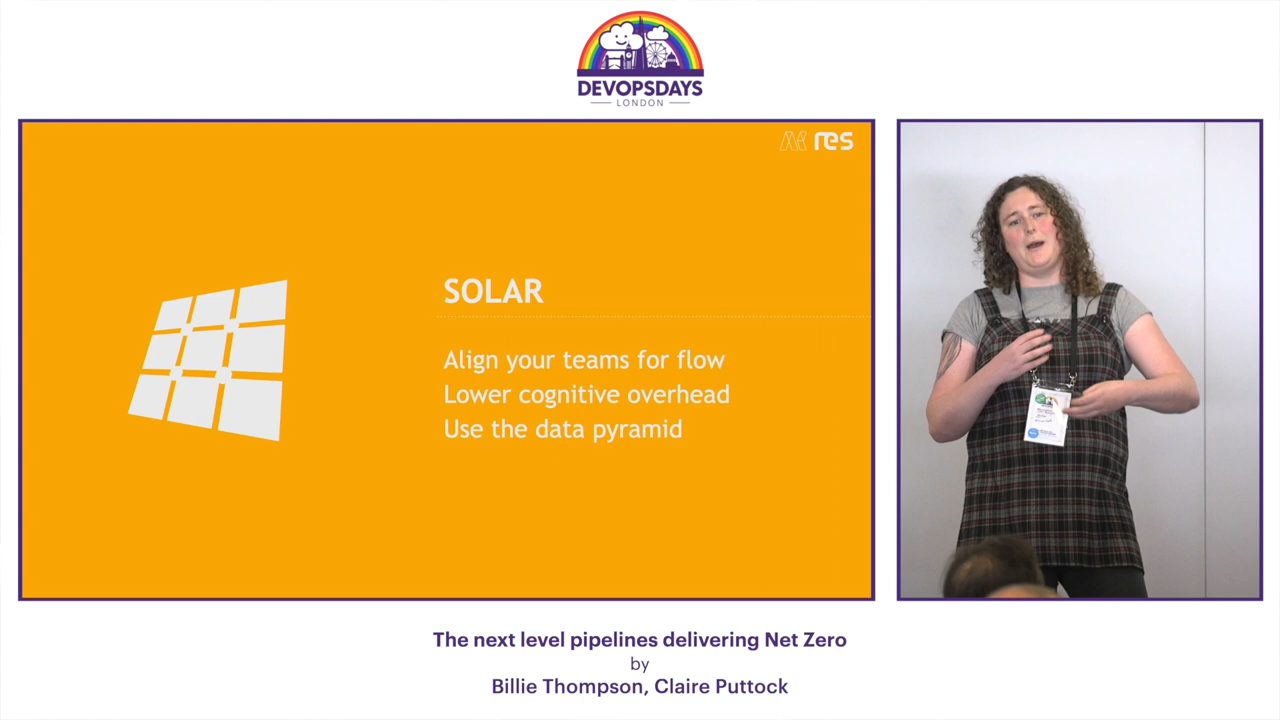 DEVOPSDAYS
LONDON
res
SOLAR
Align your teams for flow
Lower cognitive overhead
Use the data pyramid
The next level pipelines delivering Net Zero
by
Billie Thompson, Claire Puttock